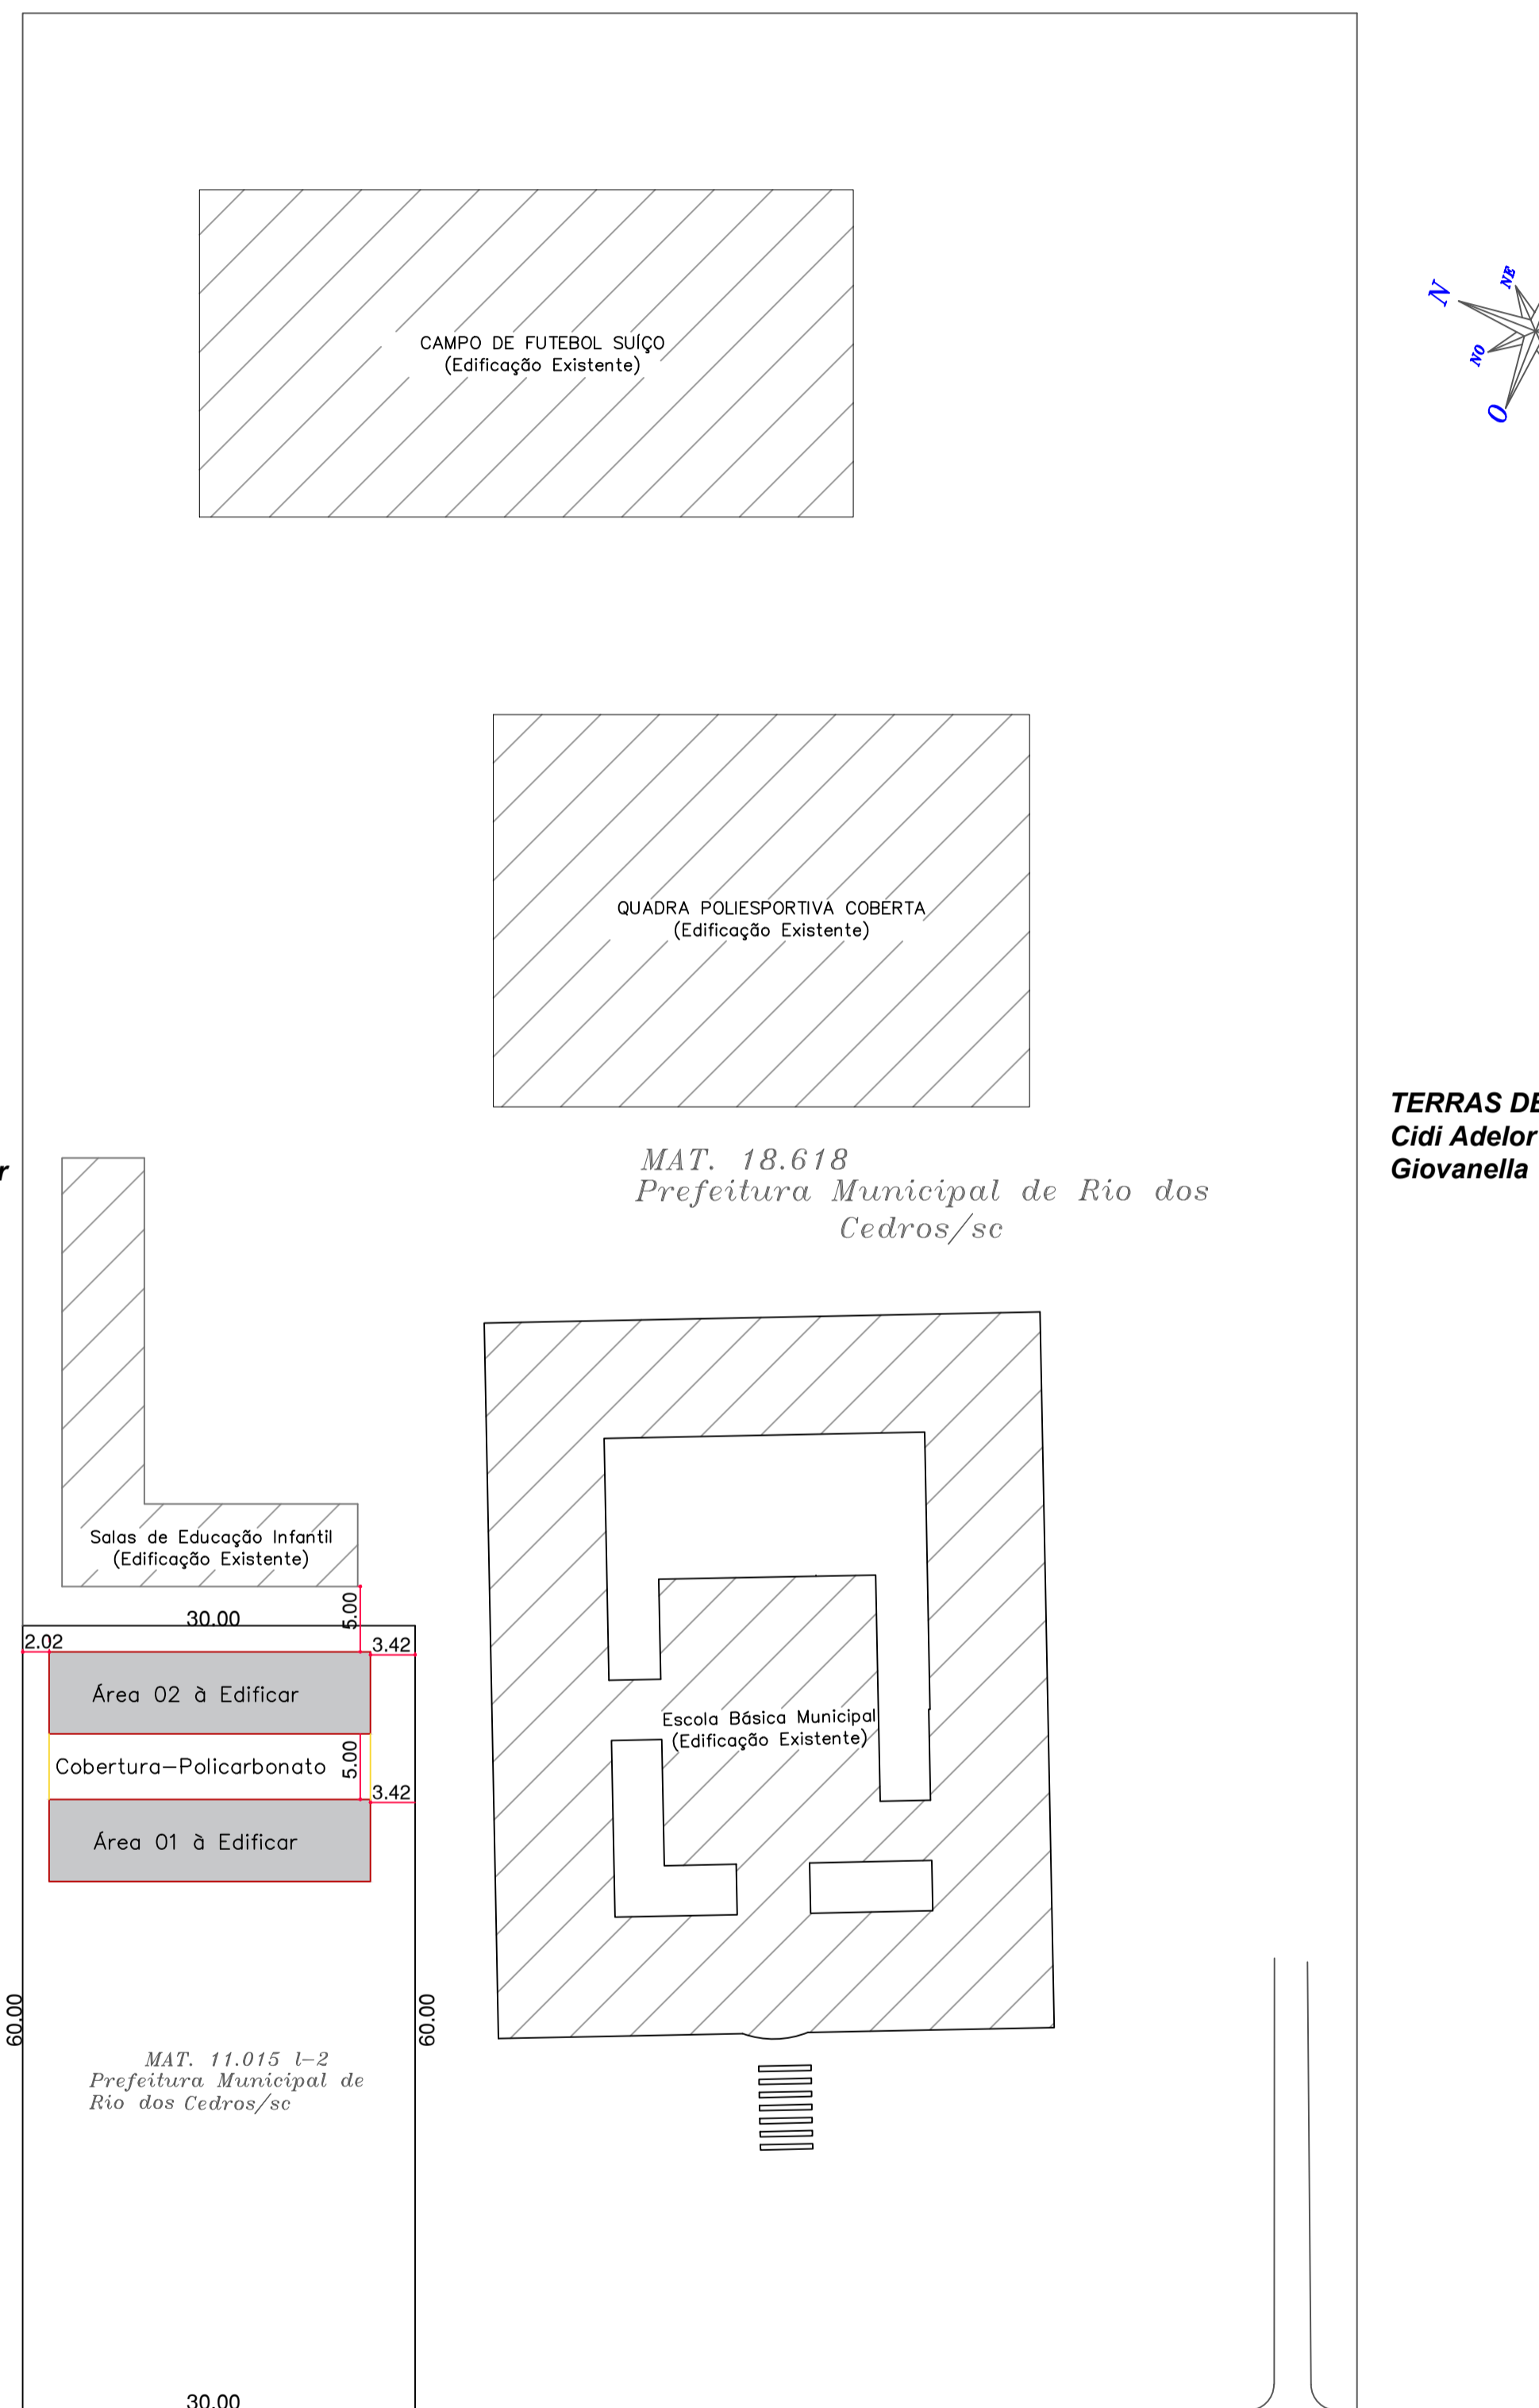 NE
N
NO
O
CAMPO DE FUTEBOL SUÍÇO
(Edificação Existente)
QUADRA POLIESPORTIVA COBERTA
(Edificação Existente)
TERRAS DE
Cidi Adelor
Giovanella
r
MAT. 18.618
Prefeitura Municipal de Rio dos
Cedros/sc
Salas de Educação Infantil
(Edificação Existente)
5.00
30.00
2.02
3.42
Área 02 à Edificar
Escola Básica Municipal
(Edificação Existente)
Cobertura-Policarbonato
5.00
3.42
Área 01 à Edificar
60.00
60.00
MAT. 11.015 l-2
Prefeitura Municipal de
Rio dos Cedros/sc
30.00